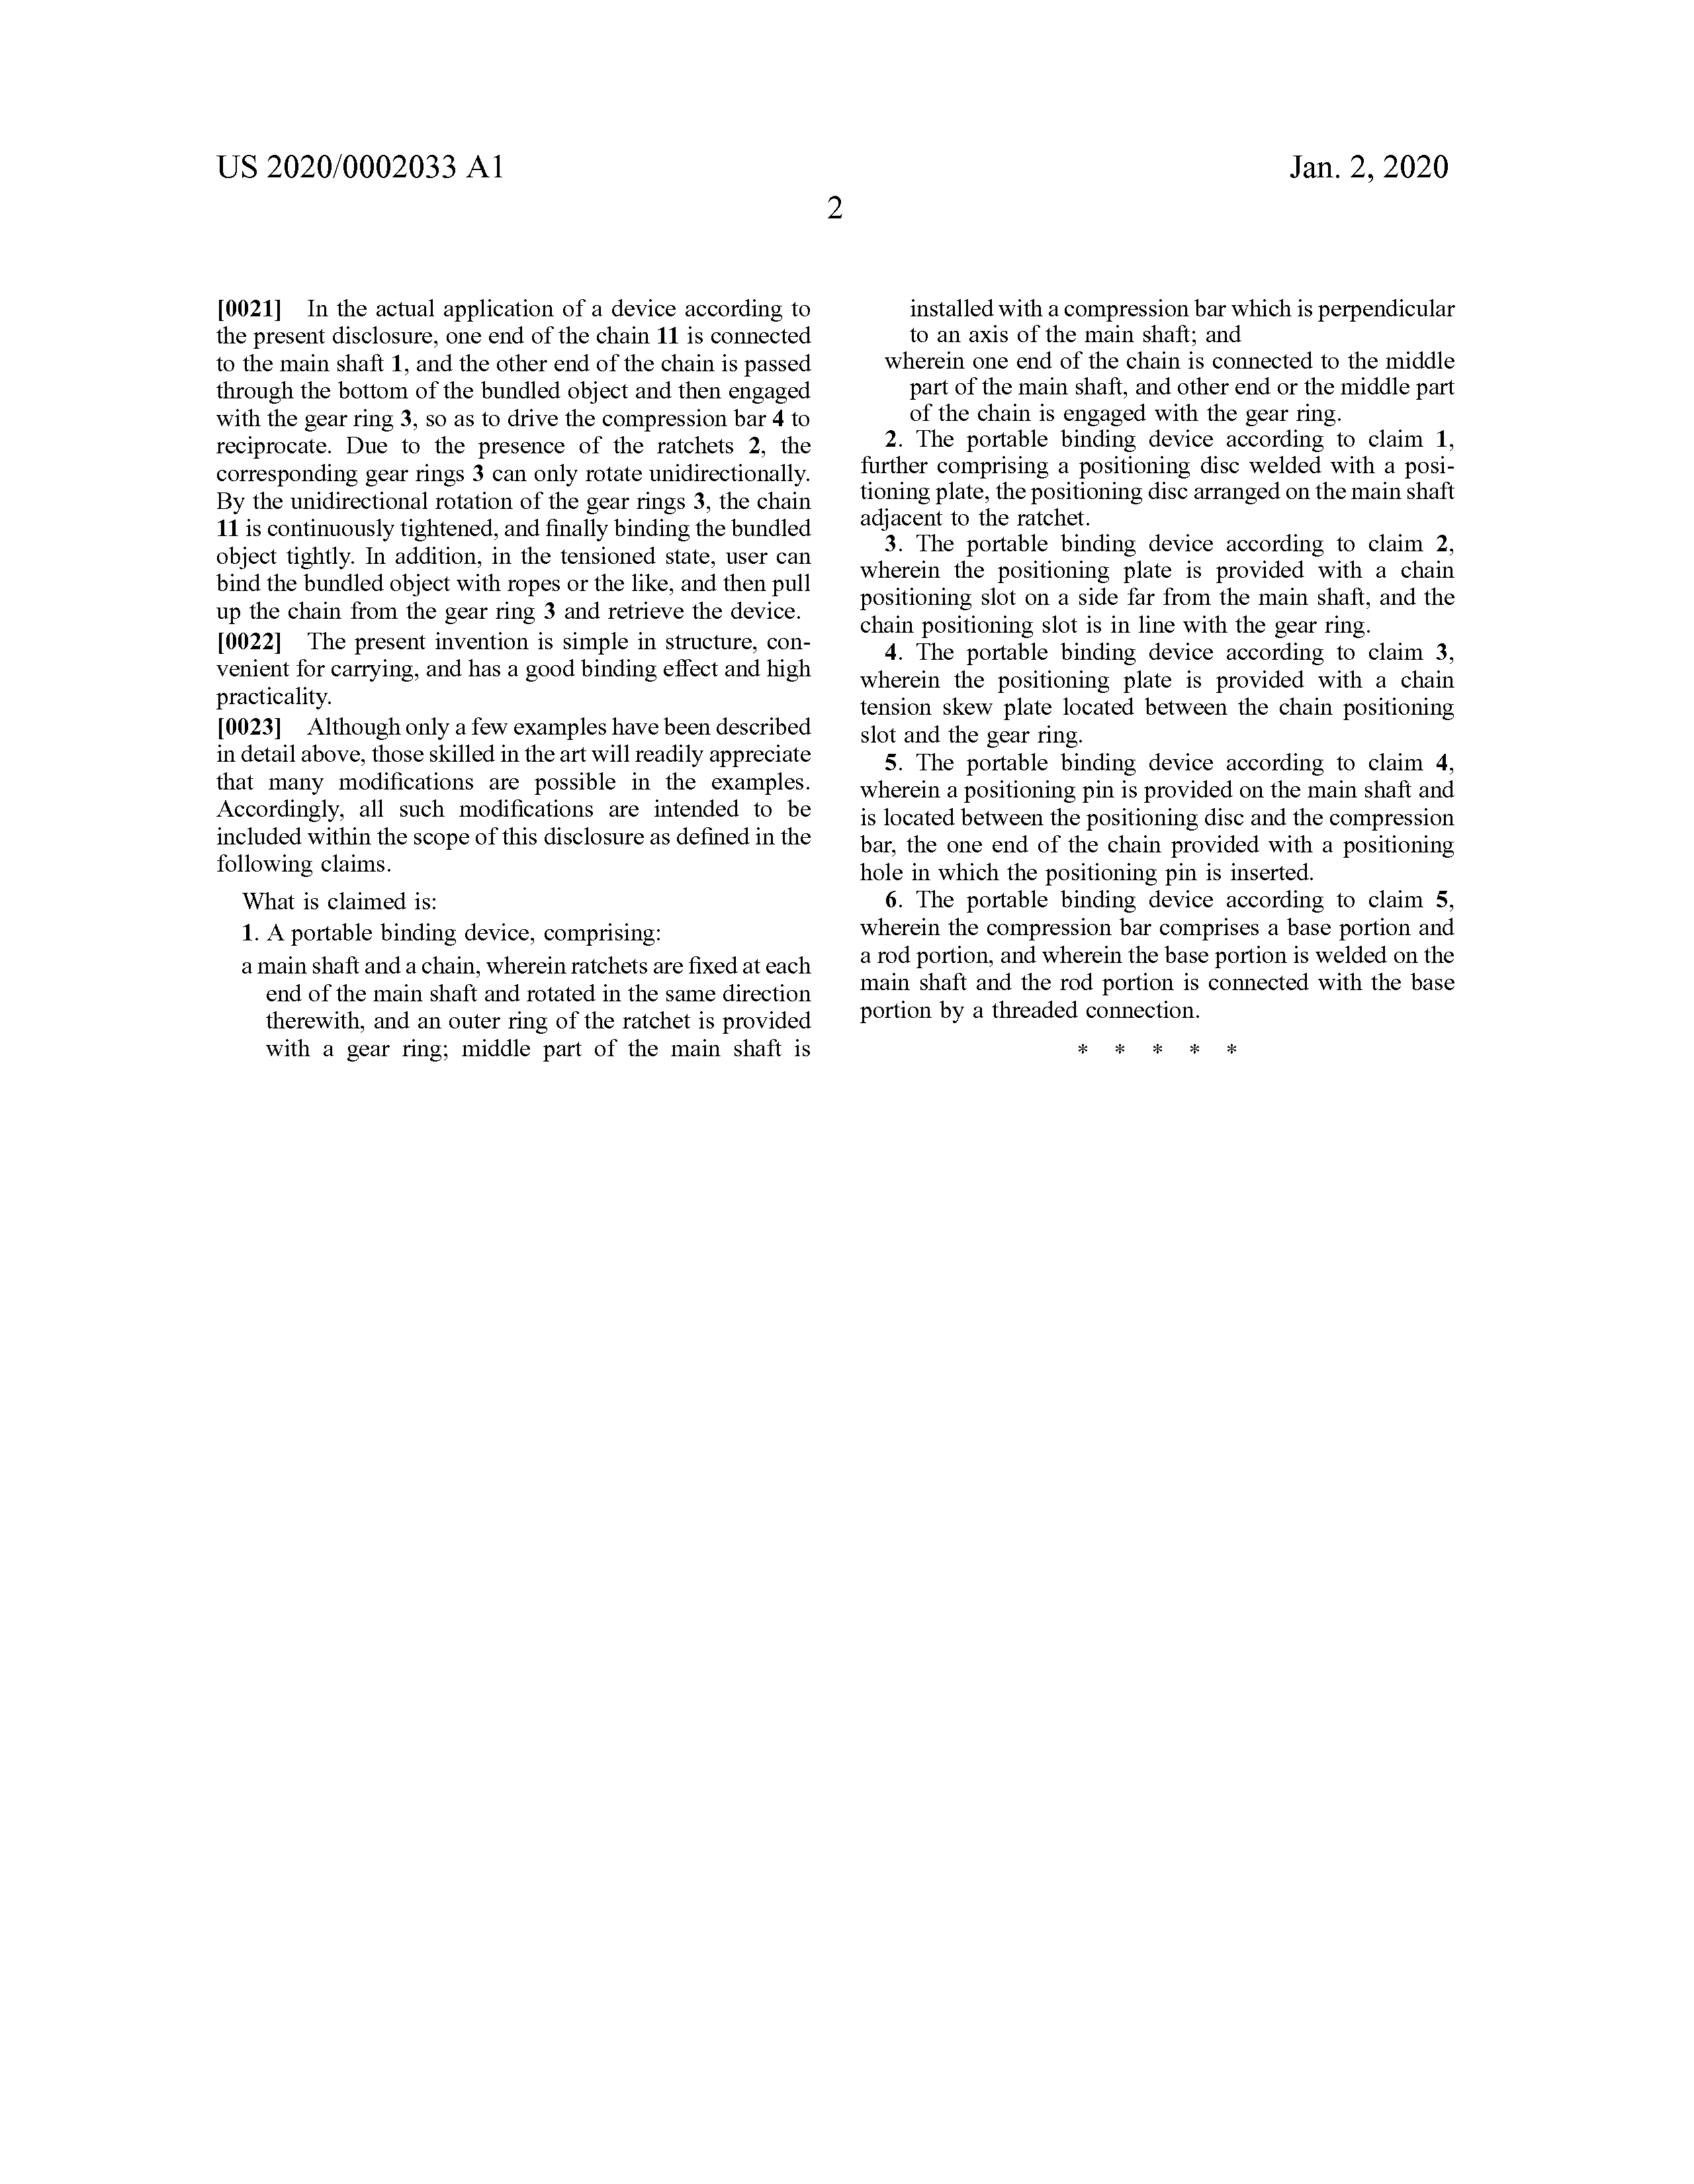 US 2020/0002033 A1
Jan. 2, 2020
2
[0021] In the actual application of a device according to
the present disclosure, one end of the chain 11 is connected
to the main shaft 1, and the other end of the chain is passed
through the bottom of the bundled object and then engaged
with the gear ring 3, so as to drive the compression bar 4 to
reciprocate. Due to the presence of the ratchets 2, the
corresponding gear rings 3 can only rotate unidirectionally.
By the unidirectional rotation of the gear rings 3, the chain
11 is continuously tightened, and finally binding the bundled
object tightly. In addition, in the tensioned state, user can
bind the bundled object with ropes or the like, and then pull
up the chain from the gear ring 3 and retrieve the device.
[0022] The present invention is simple in structure, con-
venient for carrying, and has a good binding effect and high
practicality.
[0023] Although only a few examples have been described
in detail above, those skilled in the art will readily appreciate
that many modifications are possible in the examples.
Accordingly, all such modifications are intended to be
included within the scope of this disclosure as defined in the
following claims.
What is claimed is:
1. A portable binding device, comprising:
a main shaft and a chain, wherein ratchets are fixed at each
end of the main shaft and rotated in the same direction
therewith, and an outer ring of the ratchet is provided
with a gear ring; middle part of the main shaft is
installed with a compression bar which is perpendicular
to an axis of the main shaft; and
wherein one end of the chain is connected to the middle
part of the main shaft, and other end or the middle part
of the chain is engaged with the gear ring.
2. The portable binding device according to claim 1,
further comprising a positioning disc welded with a posi-
tioning plate, the positioning disc arranged on the main shaft
adjacent to the ratchet.
3. The portable binding device according to claim 2,
wherein the positioning plate is provided with a chain
positioning slot on a side far from the main shaft, and the
chain positioning slot is in line with the gear ring.
4. The portable binding device according to claim 3,
wherein the positioning plate is provided with a chain
tension skew plate located between the chain positioning
slot and the gear ring.
5. The portable binding device according to claim 4,
wherein a positioning pin is provided on the main shaft and
is located between the positioning disc and the compression
bar, the one end of the chain provided with a positioning
hole in which the positioning pin is inserted.
6. The portable binding device according to claim 5,
wherein the compression bar comprises a base portion and
a rod portion, and wherein the base portion is welded on the
main shaft and the rod portion is connected with the base
portion by a threaded connection.
* * * * *